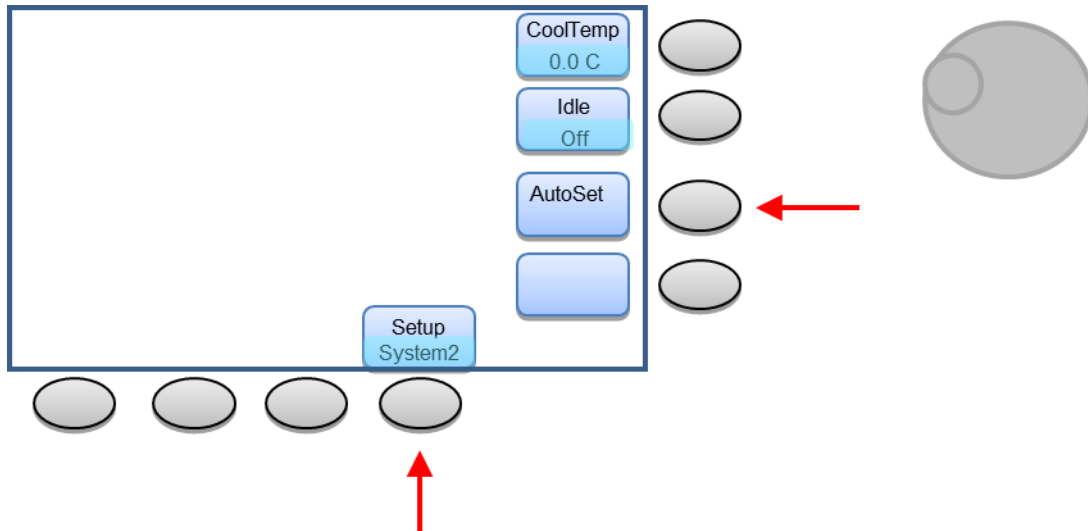 CoolTemp
0.0 C
Idle
Off
AutoSet
Setup
System2